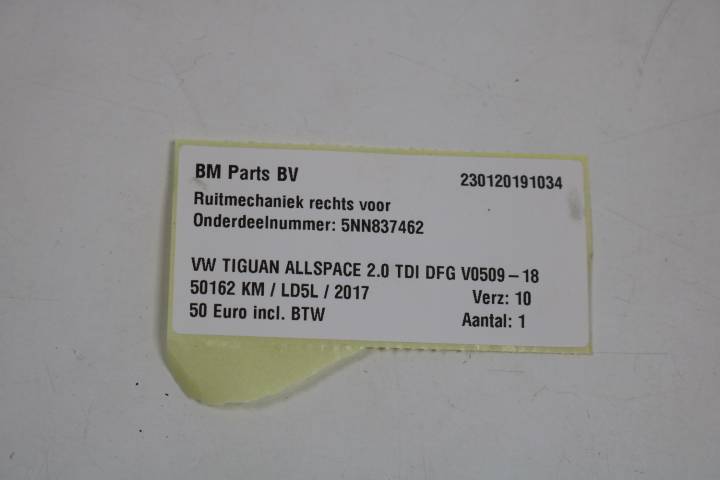 BM Parts BV 230120191034
Ruitmechaniek rechts voor
Onderdeelnummer: 5NN837462
VW TIGUAN ALLSPACE 2.0 TDI DFG V0509-18
50162 KM / LD5L / 2017 Verz: 10
50 Euro incl. BTW Aantal: 1